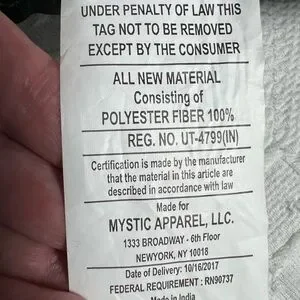 UNDER PENALTY OF LAW THIS
TAG NOT TO BE REMOVED
EXCEPT BY THE CONSUMER
ALL NEW MATERIAL
Consisting of
POLYESTER FIBER 100%
REG. NO. UT-4799(IN)
Certification is made by the manufacturer
that the material in this article are
described in accordance with law
Made for
MYSTIC APPAREL, LLC.
1333 BROADWAY - 6th Floor
NEWYORK, NY 10018
Date of Delivery: 10/16/2017
FEDERAL REQUIREMENT : RN90737
Made in India